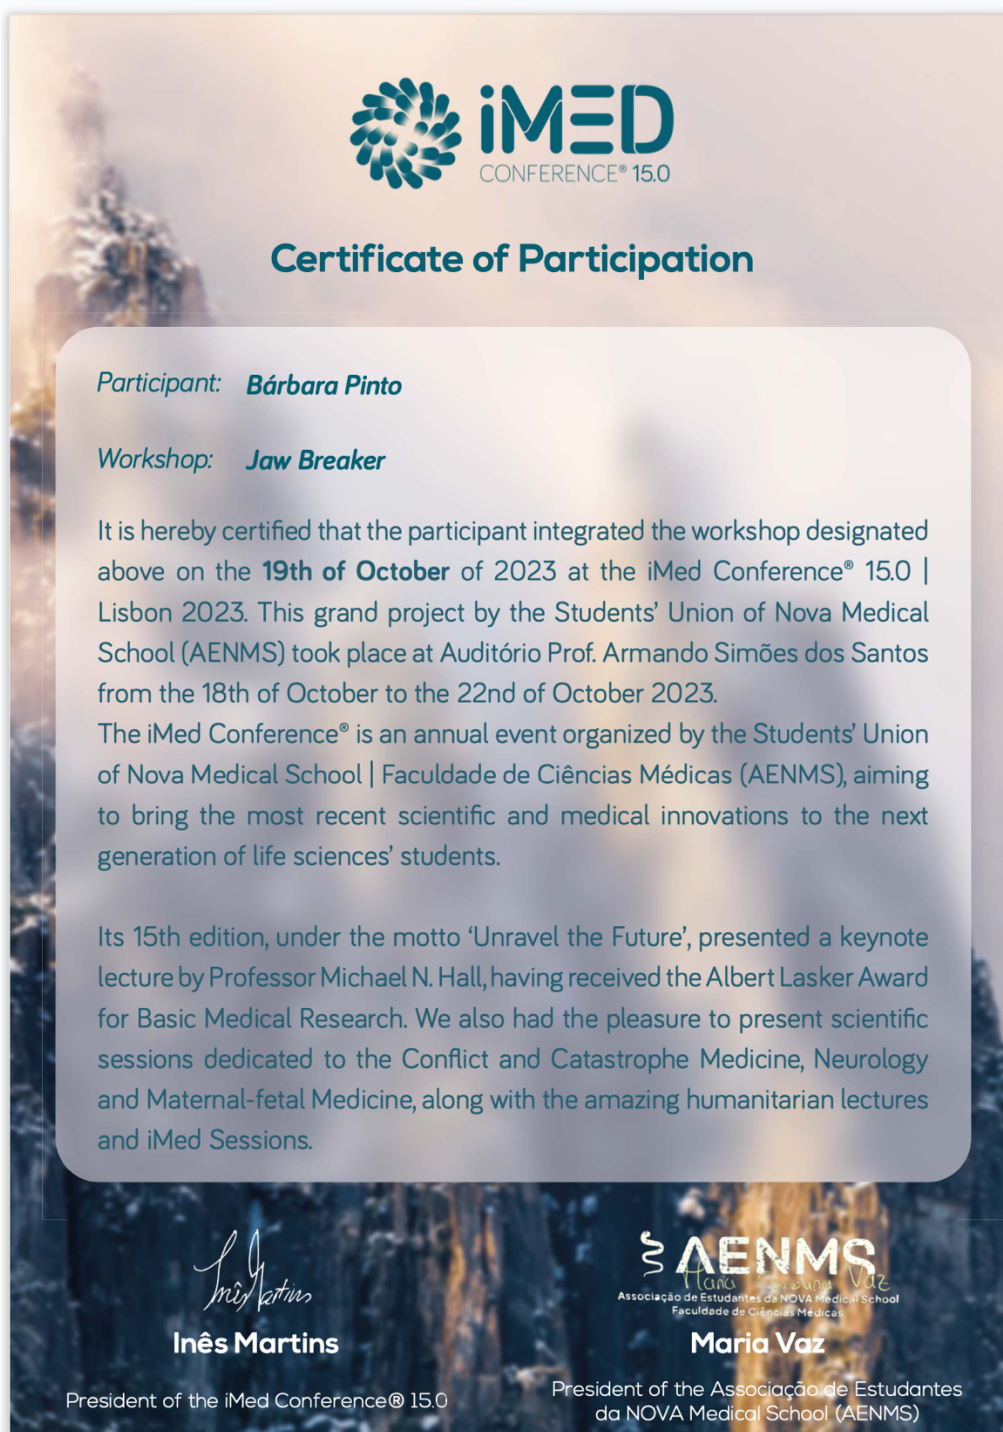 iMED
CONFERENCE® 15.0
Certificate of Participation
Participant: Bárbara Pinto
Workshop: Jaw Breaker
It is hereby certified that the participant integrated the workshop designated
above on the 19th of October of 2023 at the iMed Conference® 15.0 |
Lisbon 2023. This grand project by the Students’ Union of Nova Medical
School (AENMS) took place at Auditório Prof. Armando Simões dos Santos
from the 18th of October to the 22nd of October 2023.
The iMed Conference® is an annual event organized by the Students’ Union
of Nova Medical School | Faculdade de Ciências Médicas (AENMS), aiming
to bring the most recent scientific and medical innovations to the next
generation of life sciences’ students.
Its 15th edition, under the motto ‘Unravel the Future’, presented a keynote
lecture by Professor Michael N. Hall, having received the Albert Lasker Award
for Basic Medical Research. We also had the pleasure to present scientific
sessions dedicated to the Conflict and Catastrophe Medicine, Neurology
and Maternal-fetal Medicine, along with the amazing humanitarian lectures
and iMed Sessions.
Inês Martins
Inês Martins
President of the iMed Conference® 15.0
AENMS
Maria Carolina Vaz
Associação de Estudantes da NOVA Medical School
Faculdade de Ciências Médicas
Maria Vaz
President of the Associação de Estudantes
da NOVA Medical School (AENMS)